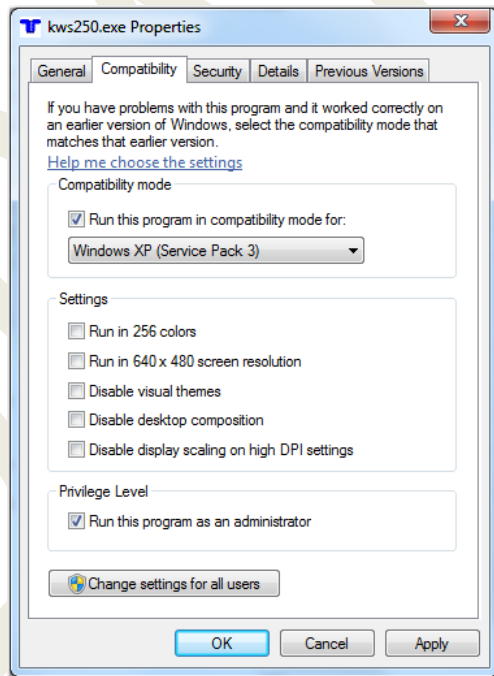 kws250.exe Properties
General Compatibility Security Details Previous Versions
If you have problems with this program and it worked correctly on
an earlier version of Windows, select the compatibility mode that
matches that earlier version.
Help me choose the settings
Compatibility mode
Run this program in compatibility mode for:
Windows XP (Service Pack 3)
Settings
Run in 256 colors
Run in 640 x 480 screen resolution
Disable visual themes
Disable desktop composition
Disable display scaling on high DPI settings
Privilege Level
Run this program as an administrator
Change settings for all users
OK Cancel Apply